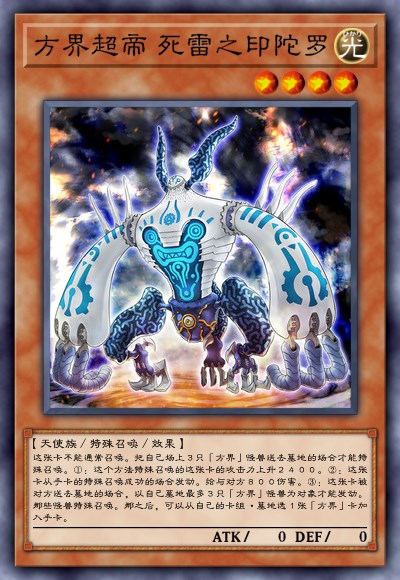 方界超帝 死雷之印陀罗
光
ひかり
【天使族／特殊召唤／效果】
这张卡不能通常召唤。把自己场上3只「方界」怪兽送去墓地的场合才能特
殊召唤。①：这个方法特殊召唤的这张卡的攻击力上升2400。②：这张
卡从手卡的特殊召唤成功的场合发动。给与对方800伤害。③：这张卡被
对方送去墓地的场合，以自己墓地最多3只「方界」怪兽为对象才能发动。
那些怪兽特殊召唤。那之后，可以从自己的卡组·墓地选1张「方界」卡加
入手卡。
ATK/ 0 DEF/ 0